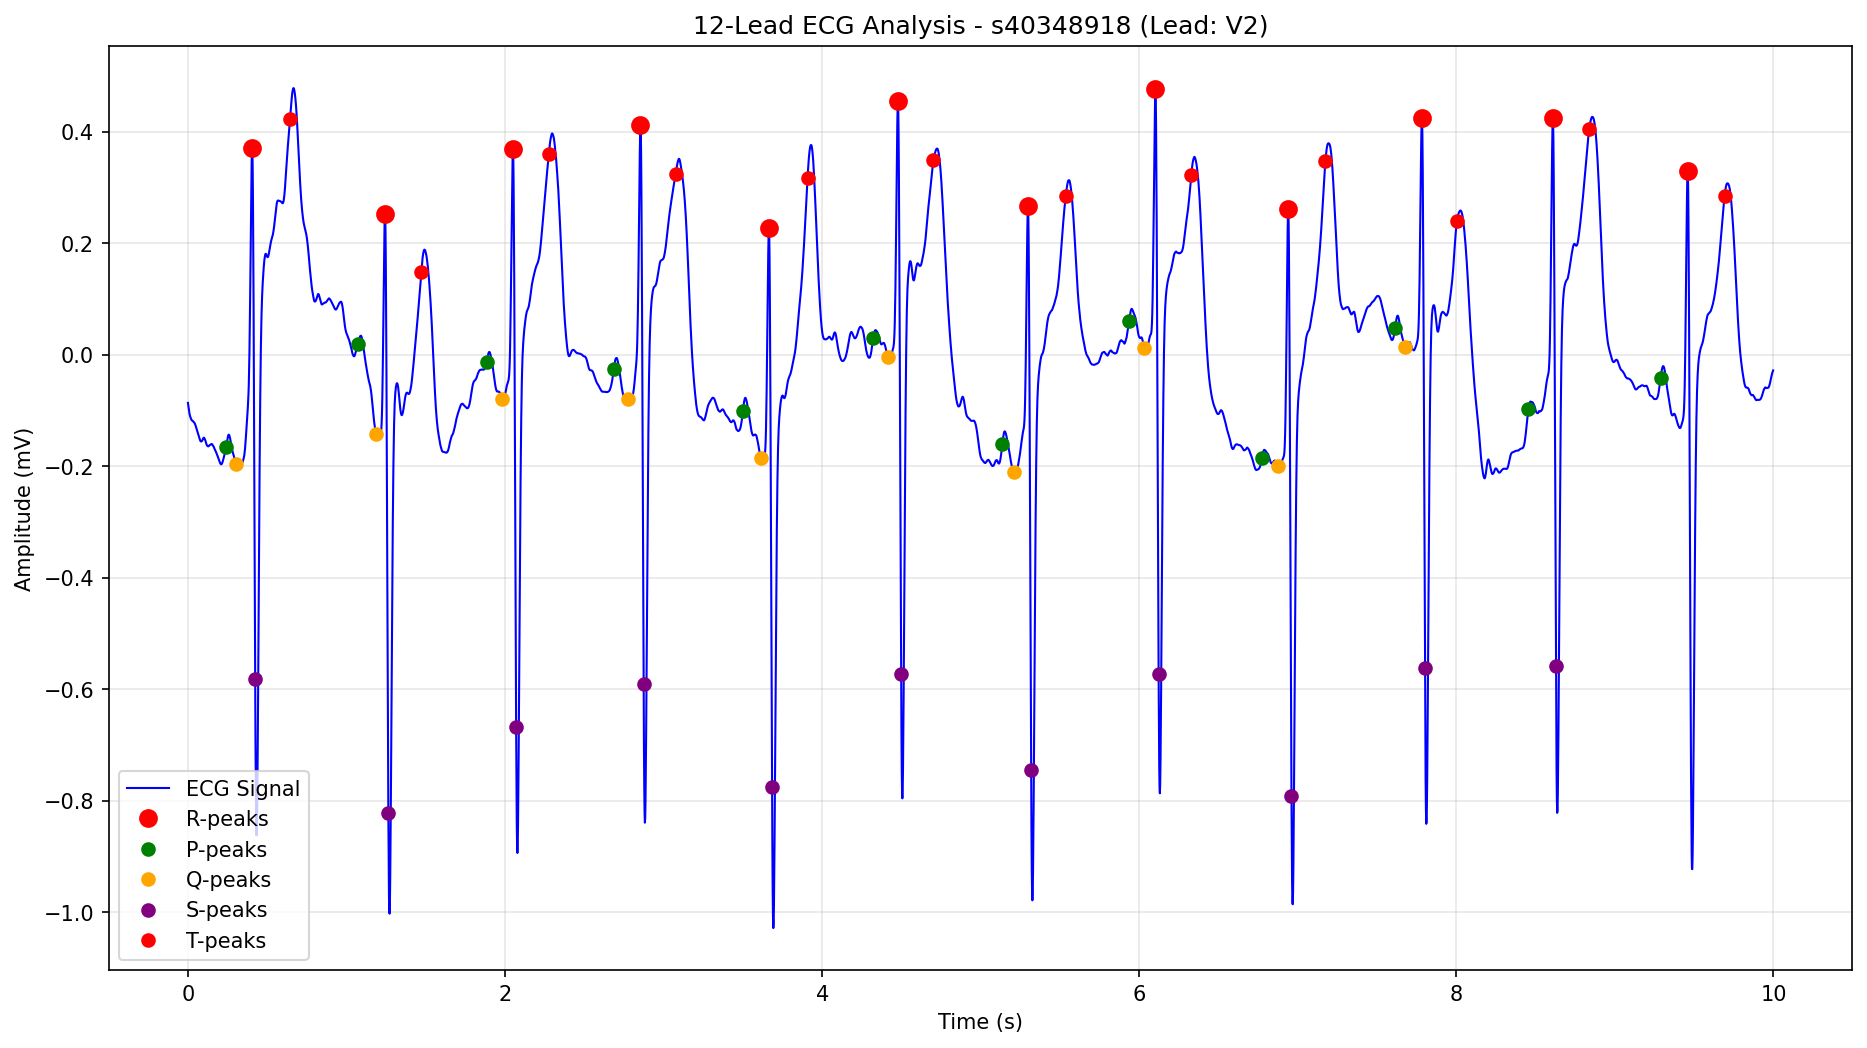 12-Lead ECG Analysis - s40348918 (Lead: V2)
Amplitude (mV)
0.4
0.2
0.0
−0.2
−0.4
−0.6
−0.8
−1.0
ECG Signal
R-peaks
P-peaks
Q-peaks
S-peaks
T-peaks
0 2 4 6 8 10
Time (s)